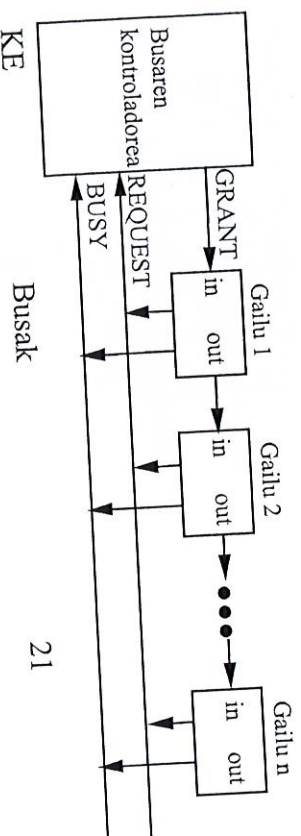 Busaren
kontroladorea
GRANT
REQUEST
BUSY
Gailu 1
in out
Gailu 2
in out
Gailu n
in out
KE
Busak
21